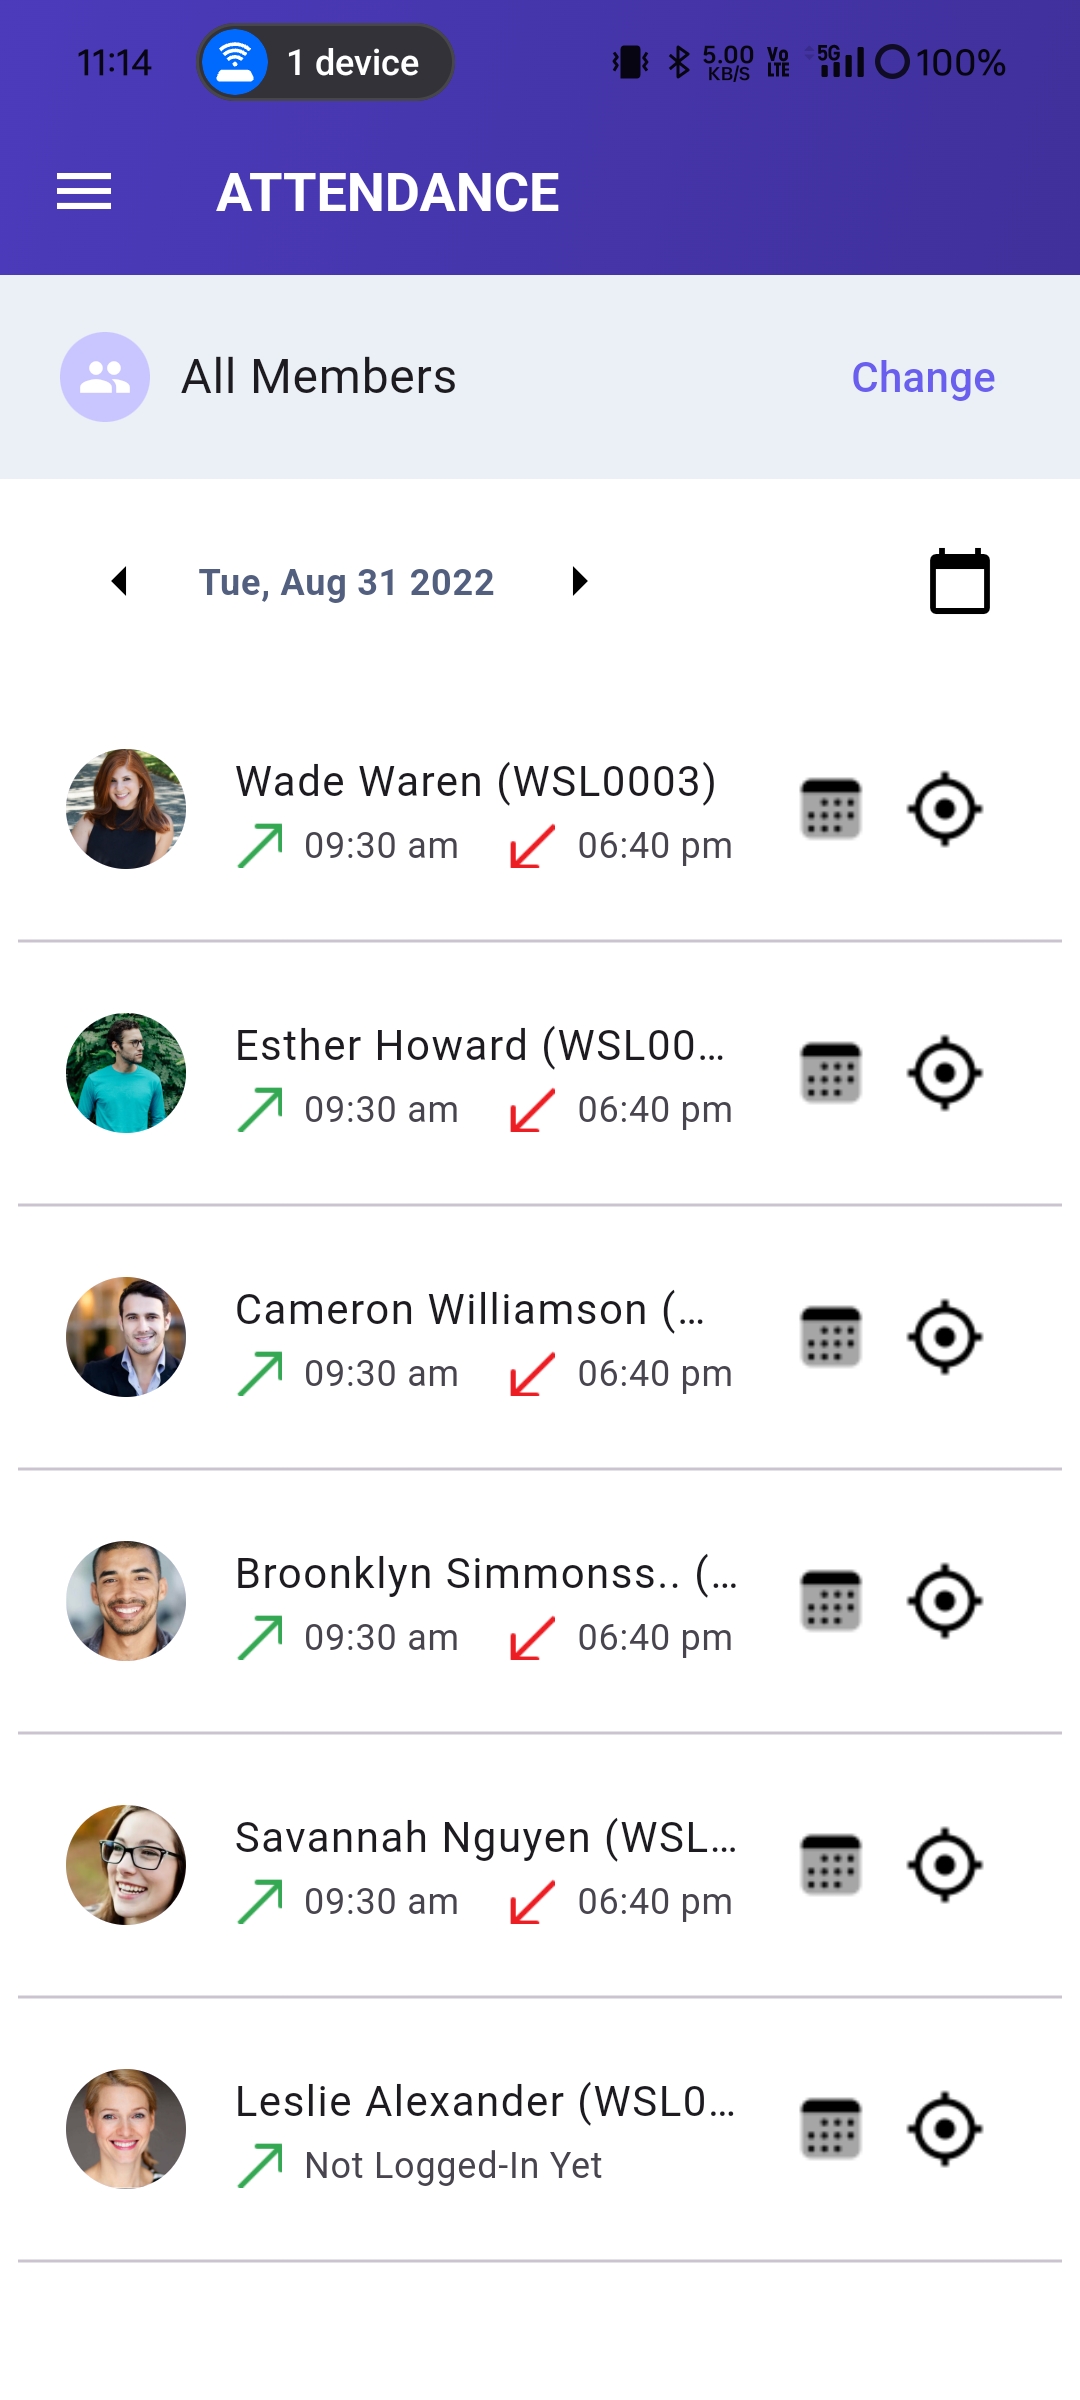 11:14 1 device 5.00 KB/S Vo LTE 5G 100%
ATTENDANCE
All Members Change
Tue, Aug 31 2022
Wade Waren (WSL0003)
09:30 am 06:40 pm
Esther Howard (WSL00...
09:30 am 06:40 pm
Cameron Williamson (...
09:30 am 06:40 pm
Broonklyn Simmonss.. (...
09:30 am 06:40 pm
Savannah Nguyen (WSL...
09:30 am 06:40 pm
Leslie Alexander (WSL0...
Not Logged-In Yet